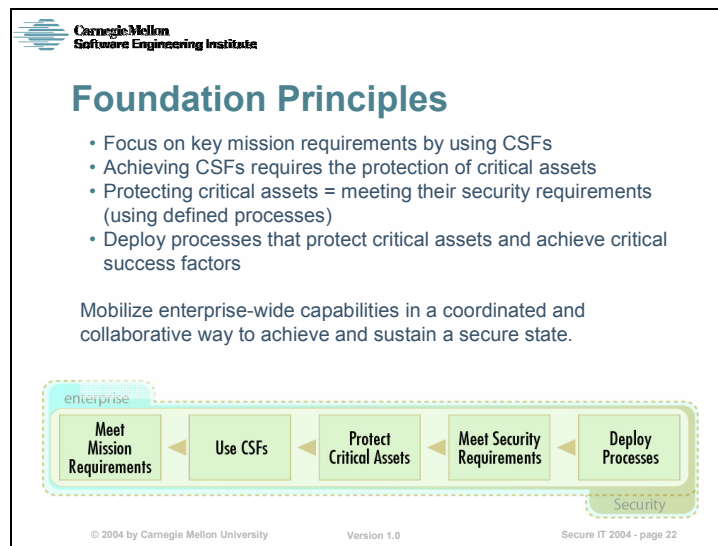 Carnegie Mellon
Software Engineering Institute
Foundation Principles
• Focus on key mission requirements by using CSFs
• Achieving CSFs requires the protection of critical assets
• Protecting critical assets = meeting their security requirements
(using defined processes)
• Deploy processes that protect critical assets and achieve critical
success factors
Mobilize enterprise-wide capabilities in a coordinated and
collaborative way to achieve and sustain a secure state.
enterprise
Meet
Mission
Requirements
Use CSFs
Protect
Critical Assets
Meet Security
Requirements
Deploy
Processes
Security
© 2004 by Carnegie Mellon University
Version 1.0
Secure IT 2004 - page 22